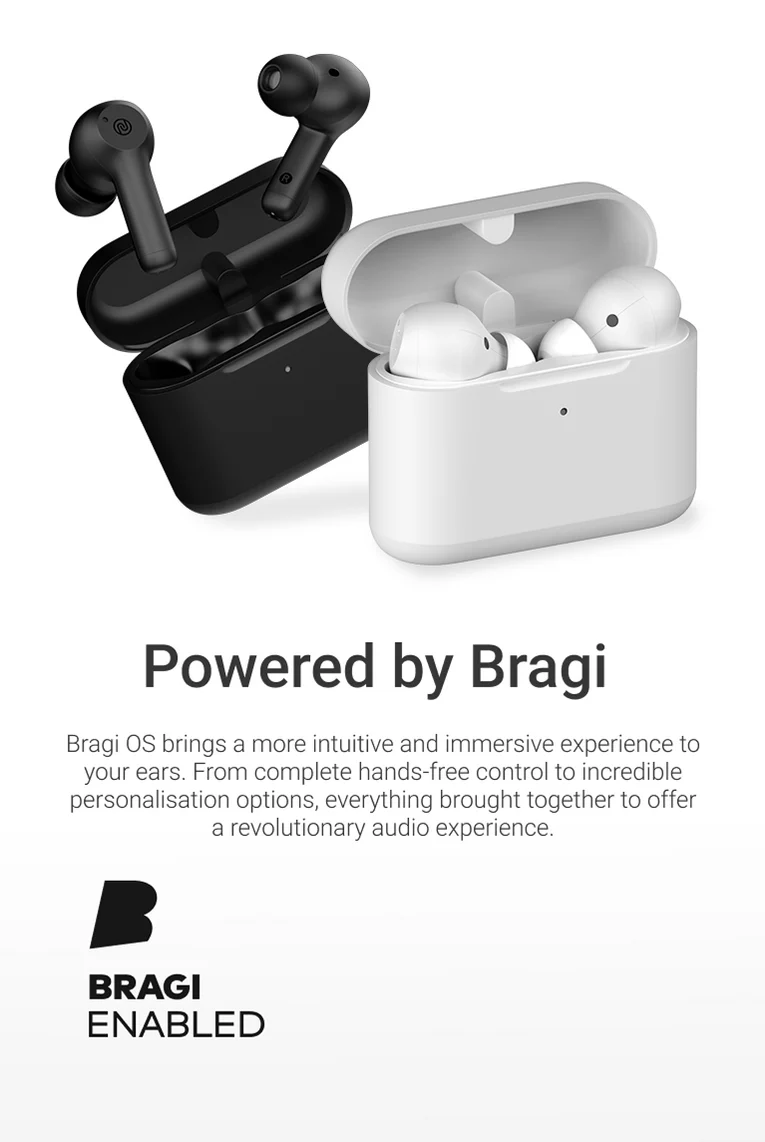 R
Powered by Bragi
Bragi OS brings a more intuitive and immersive experience to
your ears. From complete hands-free control to incredible
personalisation options, everything brought together to offer
a revolutionary audio experience.
B
BRAGI
ENABLED